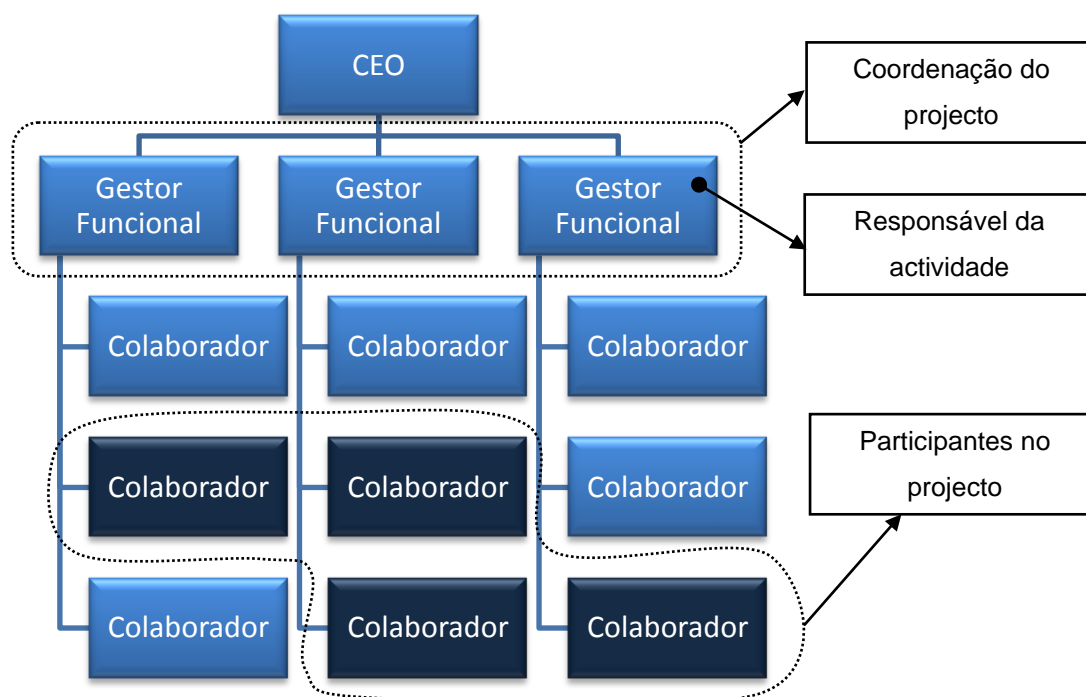 CEO
Coordenação do
projecto
Gestor
Funcional
Gestor
Funcional
Gestor
Funcional
Responsável da
actividade
Colaborador
Colaborador
Colaborador
Colaborador
Colaborador
Colaborador
Participantes no
projecto
Colaborador
Colaborador
Colaborador